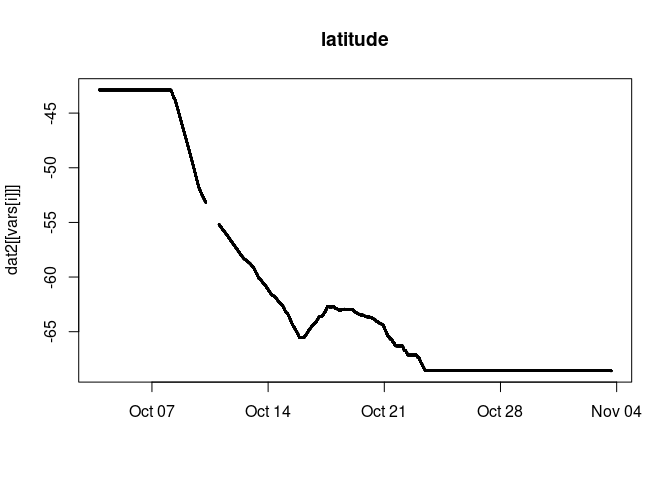 latitude
dat2[[vars[i]]]
-45
-50
-55
-60
-65
Oct 07
Oct 14
Oct 21
Oct 28
Nov 04